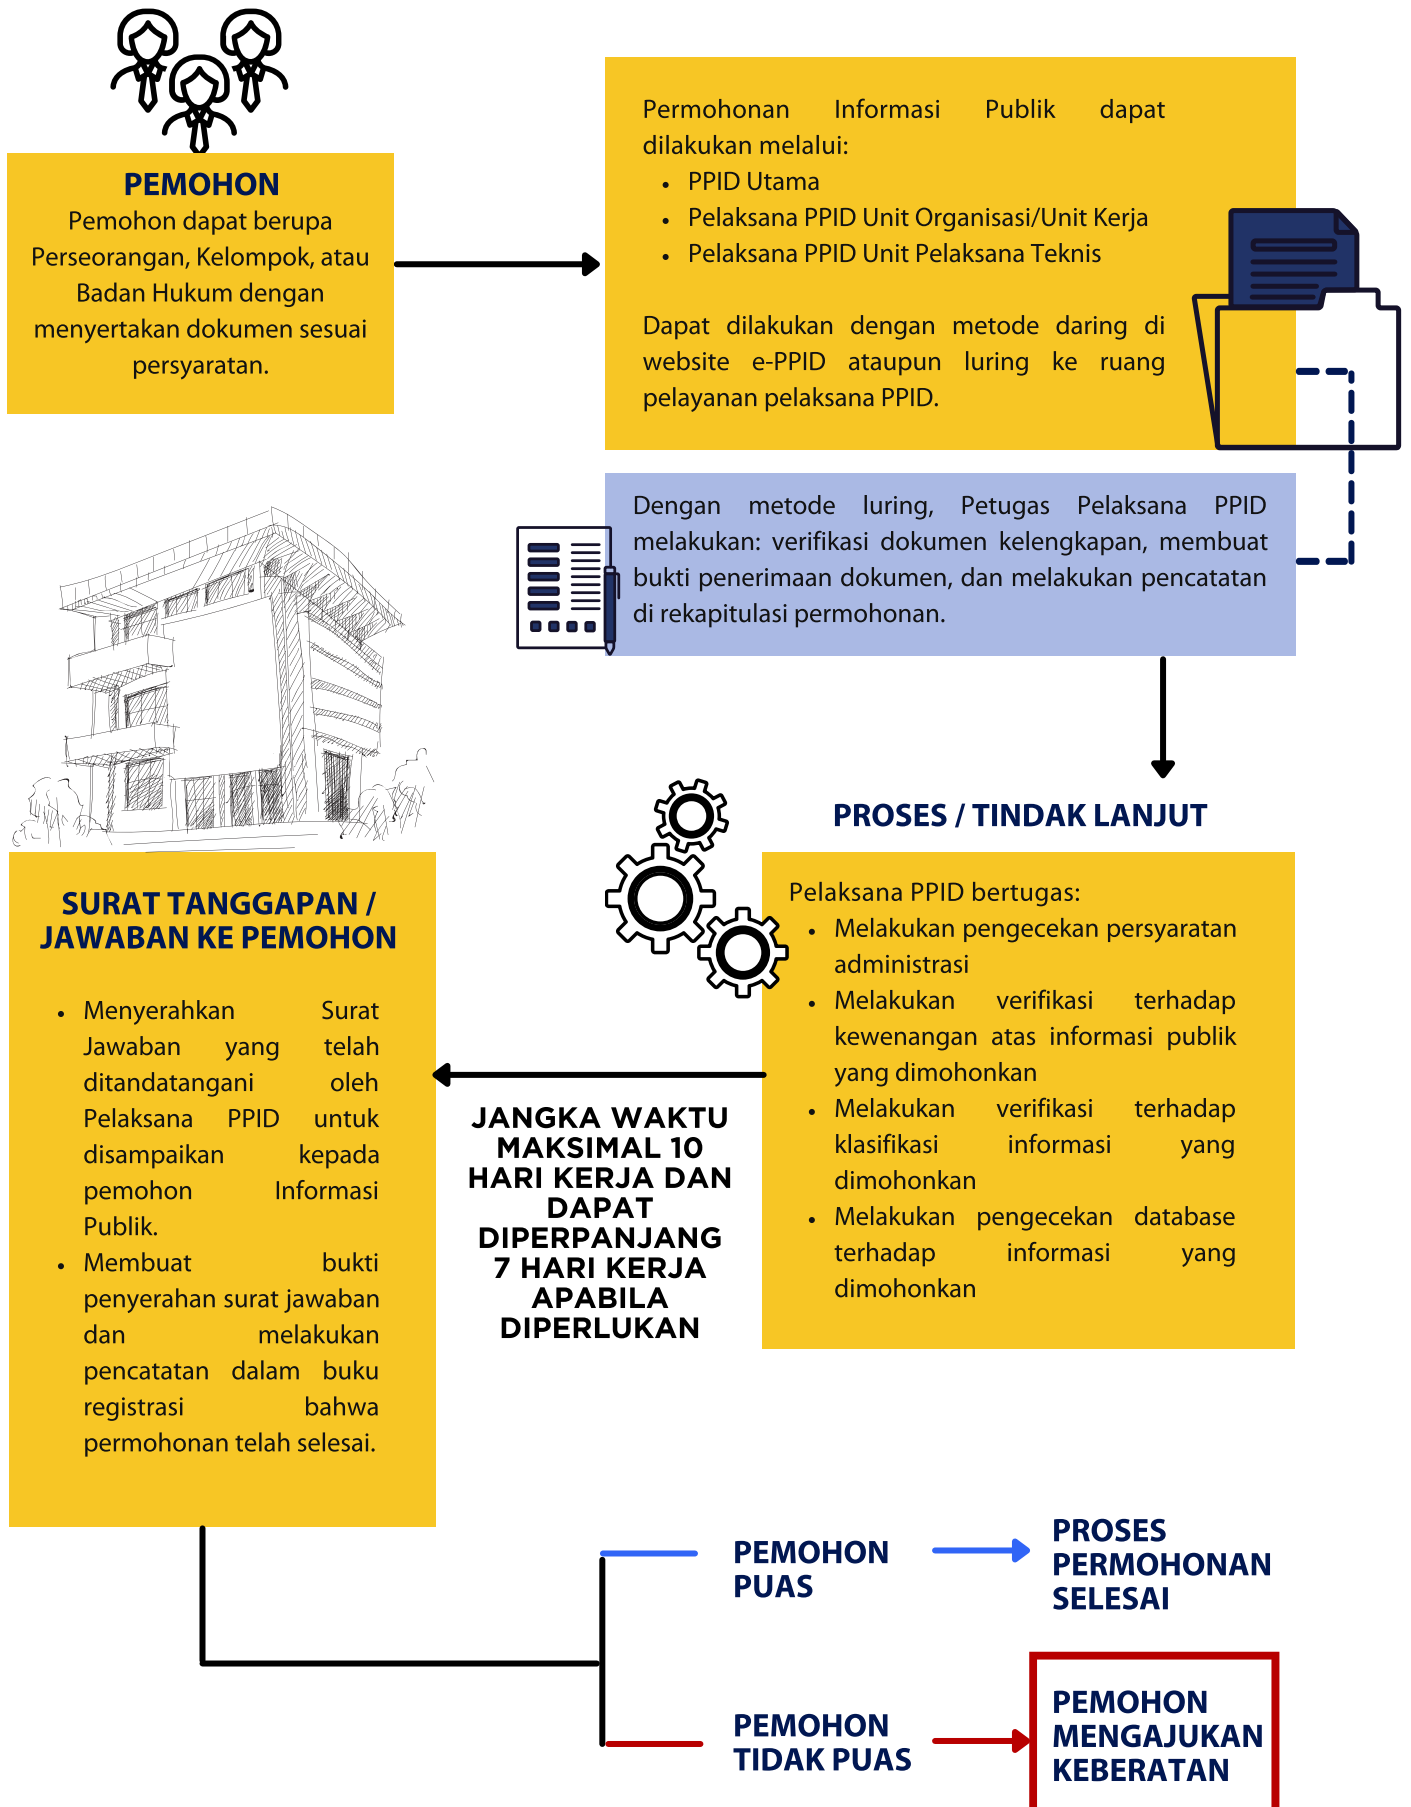 PEMOHON
Pemohon dapat berupa
Perseorangan, Kelompok, atau
Badan Hukum dengan
menyertakan dokumen sesuai
persyaratan.
Permohonan Informasi Publik dapat
dilakukan melalui:
• PPID Utama
• Pelaksana PPID Unit Organisasi/Unit Kerja
• Pelaksana PPID Unit Pelaksana Teknis
Dapat dilakukan dengan metode daring di
website e-PPID ataupun luring ke ruang
pelayanan pelaksana PPID.
Dengan metode luring, Petugas Pelaksana PPID
melakukan: verifikasi dokumen kelengkapan, membuat
bukti penerimaan dokumen, dan melakukan pencatatan
di rekapitulasi permohonan.
PROSES / TINDAK LANJUT
Pelaksana PPID bertugas:
• Melakukan pengecekan persyaratan
administrasi
• Melakukan verifikasi terhadap
kewenangan atas informasi publik
yang dimohonkan
• Melakukan verifikasi terhadap
klasifikasi informasi yang
dimohonkan
• Melakukan pengecekan database
terhadap informasi yang
dimohonkan
JANGKA WAKTU
MAKSIMAL 10
HARI KERJA DAN
DAPAT
DIPERPANJANG
7 HARI KERJA
APABILA
DIPERLUKAN
SURAT TANGGAPAN /
JAWABAN KE PEMOHON
• Menyerahkan Surat
Jawaban yang telah
ditandatangani oleh
Pelaksana PPID untuk
disampaikan kepada
pemohon Informasi
Publik.
• Membuat bukti
penyerahan surat jawaban
dan melakukan
pencatatan dalam buku
registrasi bahwa
permohonan telah selesai.
PEMOHON
PUAS
PROSES
PERMOHONAN
SELESAI
PEMOHON
TIDAK PUAS
PEMOHON
MENGAJUKAN
KEBERATAN